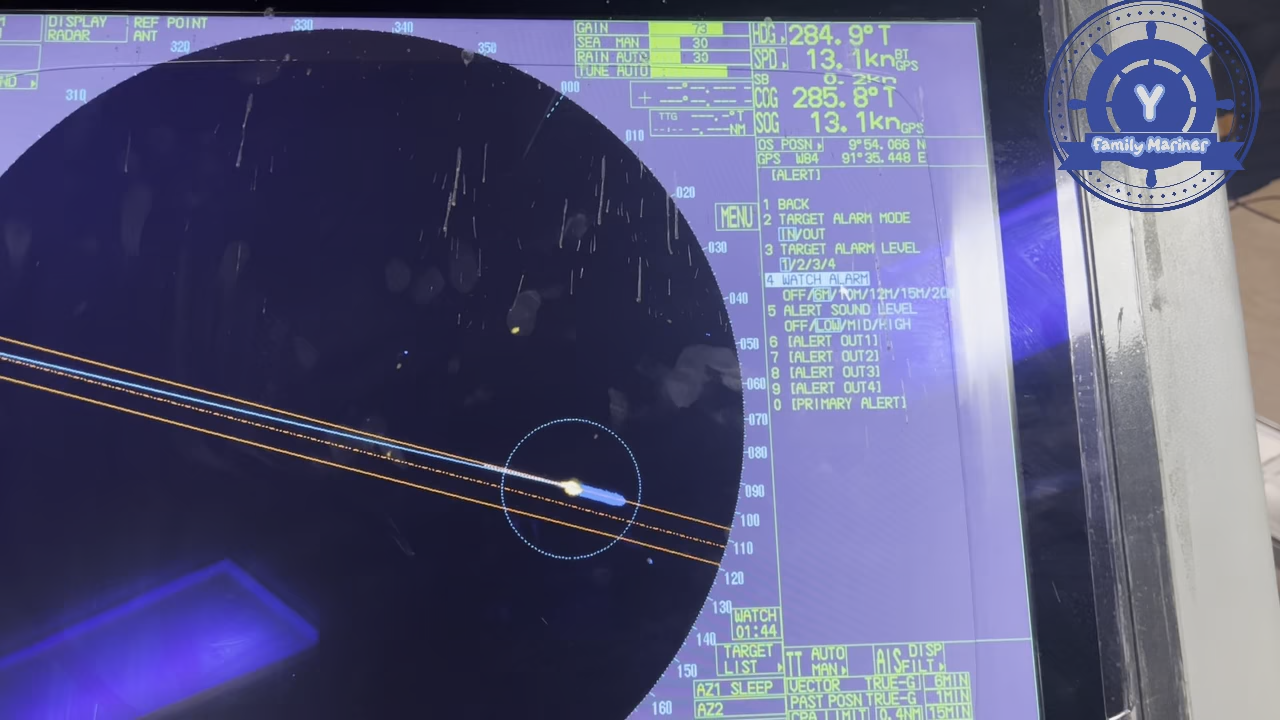 DISPLAY
RADAR
REF POINT
ANT
310
320
330
340
350
000
010
020
030
040
050
060
070
080
090
100
110
120
130
140
150
160
GAIN 73
SEA MAN 30
RAIN AUTO 30
TUNE AUTO
HDG 284.9°T
SPD 13.1kn BT GPS
SB 0.2kn
COG 285.8°T
SOG 13.1kn GPS
+ --°--.---
---°--.---
TTG ---.-°T
--:-- -.---NM
OS POSN 9°54.066 N
GPS W84 91°35.448 E
MENU
[ALERT]
1 BACK
2 TARGET ALARM MODE
IN/OUT
3 TARGET ALARM LEVEL
1/2/3/4
4 WATCH ALARM
OFF/6M/10M/12M/15M/20
5 ALERT SOUND LEVEL
OFF/LOW/MID/HIGH
6 [ALERT OUT1]
7 [ALERT OUT2]
8 [ALERT OUT3]
9 [ALERT OUT4]
0 [PRIMARY ALERT]
WATCH
01:44
TARGET
LIST
TT AUTO
MAN
AIS DISP
FILT
AZ1 SLEEP
AZ2
VECTOR TRUE-G 6MIN
PAST POSN TRUE-G 1MIN
CPA LIMIT 0.4NM 15MIN
Y
Family Mariner